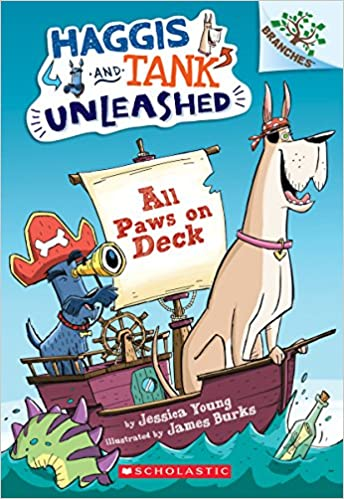 BRANCHES
HAGGIS
AND TANK
UNLEASHED
All
Paws on
Deck
by Jessica Young
illustrated by James Burks
SCHOLASTIC